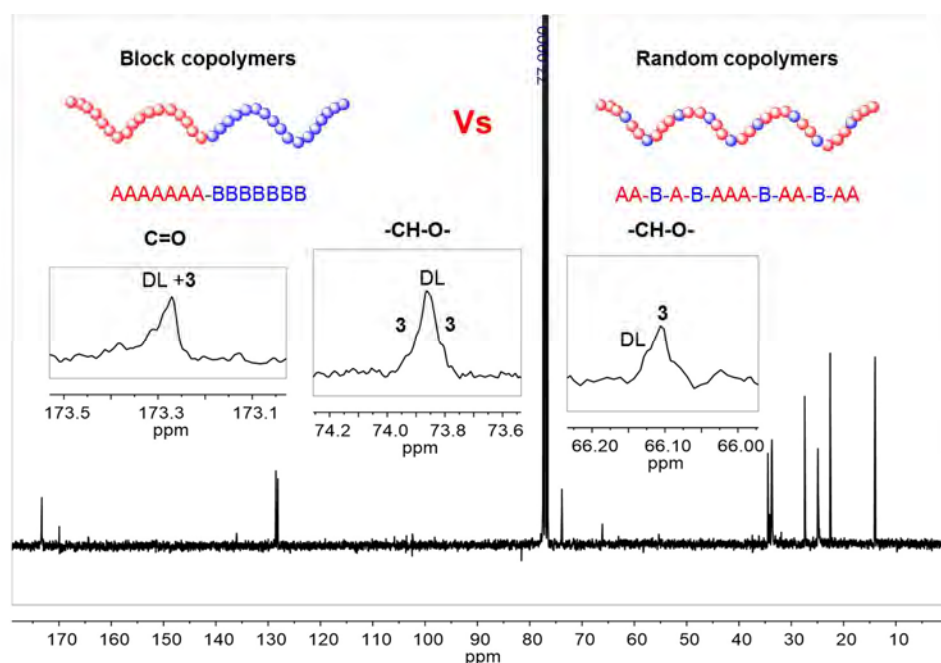 77.0000
Block copolymers
Random copolymers
Vs
AAAAAAA-BBBBBBB
AA-B-A-B-AAA-B-AA-B-AA
C=O
-CH-O-
-CH-O-
DL +3
173.5 173.3 173.1
ppm
DL
3 3
74.2 74.0 73.8 73.6
ppm
3
DL
66.20 66.10 66.00
ppm
170 160 150 140 130 120 110 100 90 80 70 60 50 40 30 20 10
ppm